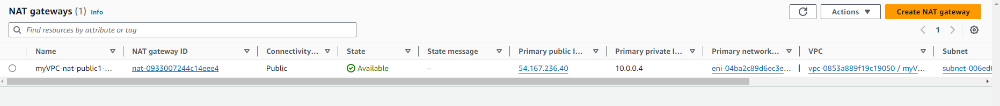 NAT gateways (1) Info
Actions
Create NAT gateway
Find resources by attribute or tag
1
Name NAT gateway ID Connectivity... State State message Primary public I... Primary private I... Primary network... VPC Subnet
myVPC-nat-public1-... nat-0933007244c14eee4 Public Available – 54.167.236.40 10.0.0.4 eni-04ba2c89d6ec3e... vpc-0853a889f19c19050 / myV... subnet-006ed6